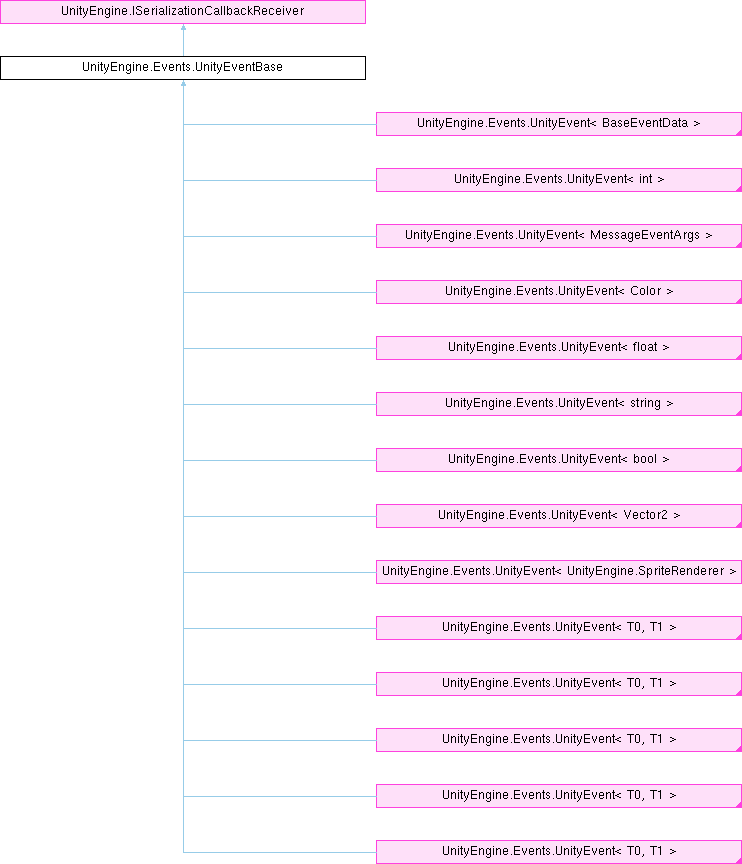 UnityEngine.ISerializationCallbackReceiver
UnityEngine.Events.UnityEventBase
UnityEngine.Events.UnityEvent< BaseEventData >
UnityEngine.Events.UnityEvent< int >
UnityEngine.Events.UnityEvent< MessageEventArgs >
UnityEngine.Events.UnityEvent< Color >
UnityEngine.Events.UnityEvent< float >
UnityEngine.Events.UnityEvent< string >
UnityEngine.Events.UnityEvent< bool >
UnityEngine.Events.UnityEvent< Vector2 >
UnityEngine.Events.UnityEvent< UnityEngine.SpriteRenderer >
UnityEngine.Events.UnityEvent< T0, T1 >
UnityEngine.Events.UnityEvent< T0, T1 >
UnityEngine.Events.UnityEvent< T0, T1 >
UnityEngine.Events.UnityEvent< T0, T1 >
UnityEngine.Events.UnityEvent< T0, T1 >